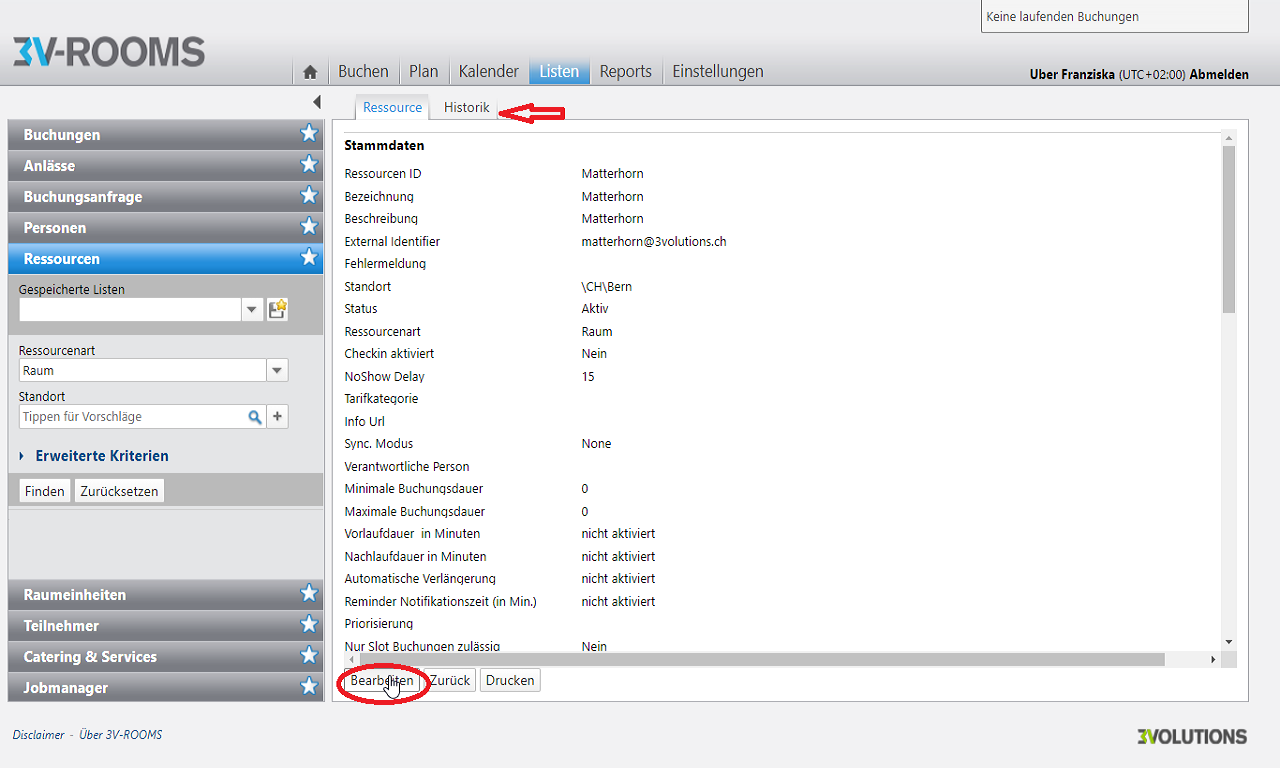 Keine laufenden Buchungen
3V-ROOMS
Buchen Plan Kalender Listen Reports Einstellungen
Uber Franziska (UTC+02:00) Abmelden
Ressource Historik
Buchungen
Anlässe
Buchungsanfrage
Personen
Ressourcen
Gespeicherte Listen
Ressourcenart
Raum
Standort
Tippen für Vorschläge
Erweiterte Kriterien
Finden Zurücksetzen
Raumeinheiten
Teilnehmer
Catering & Services
Jobmanager
Stammdaten
Ressourcen ID Matterhorn
Bezeichnung Matterhorn
Beschreibung Matterhorn
External Identifier matterhorn@3volutions.ch
Fehlermeldung
Standort \CH\Bern
Status Aktiv
Ressourcenart Raum
Checkin aktiviert Nein
NoShow Delay 15
Tarifkategorie
Info Url
Sync. Modus None
Verantwortliche Person
Minimale Buchungsdauer 0
Maximale Buchungsdauer 0
Vorlaufdauer in Minuten nicht aktiviert
Nachlaufdauer in Minuten nicht aktiviert
Automatische Verlängerung nicht aktiviert
Reminder Notifikationszeit (in Min.) nicht aktiviert
Priorisierung
Nur Slot Buchungen zulässig Nein
Bearbeiten Zurück Drucken
Disclaimer - Über 3V-ROOMS
3VOLUTIONS